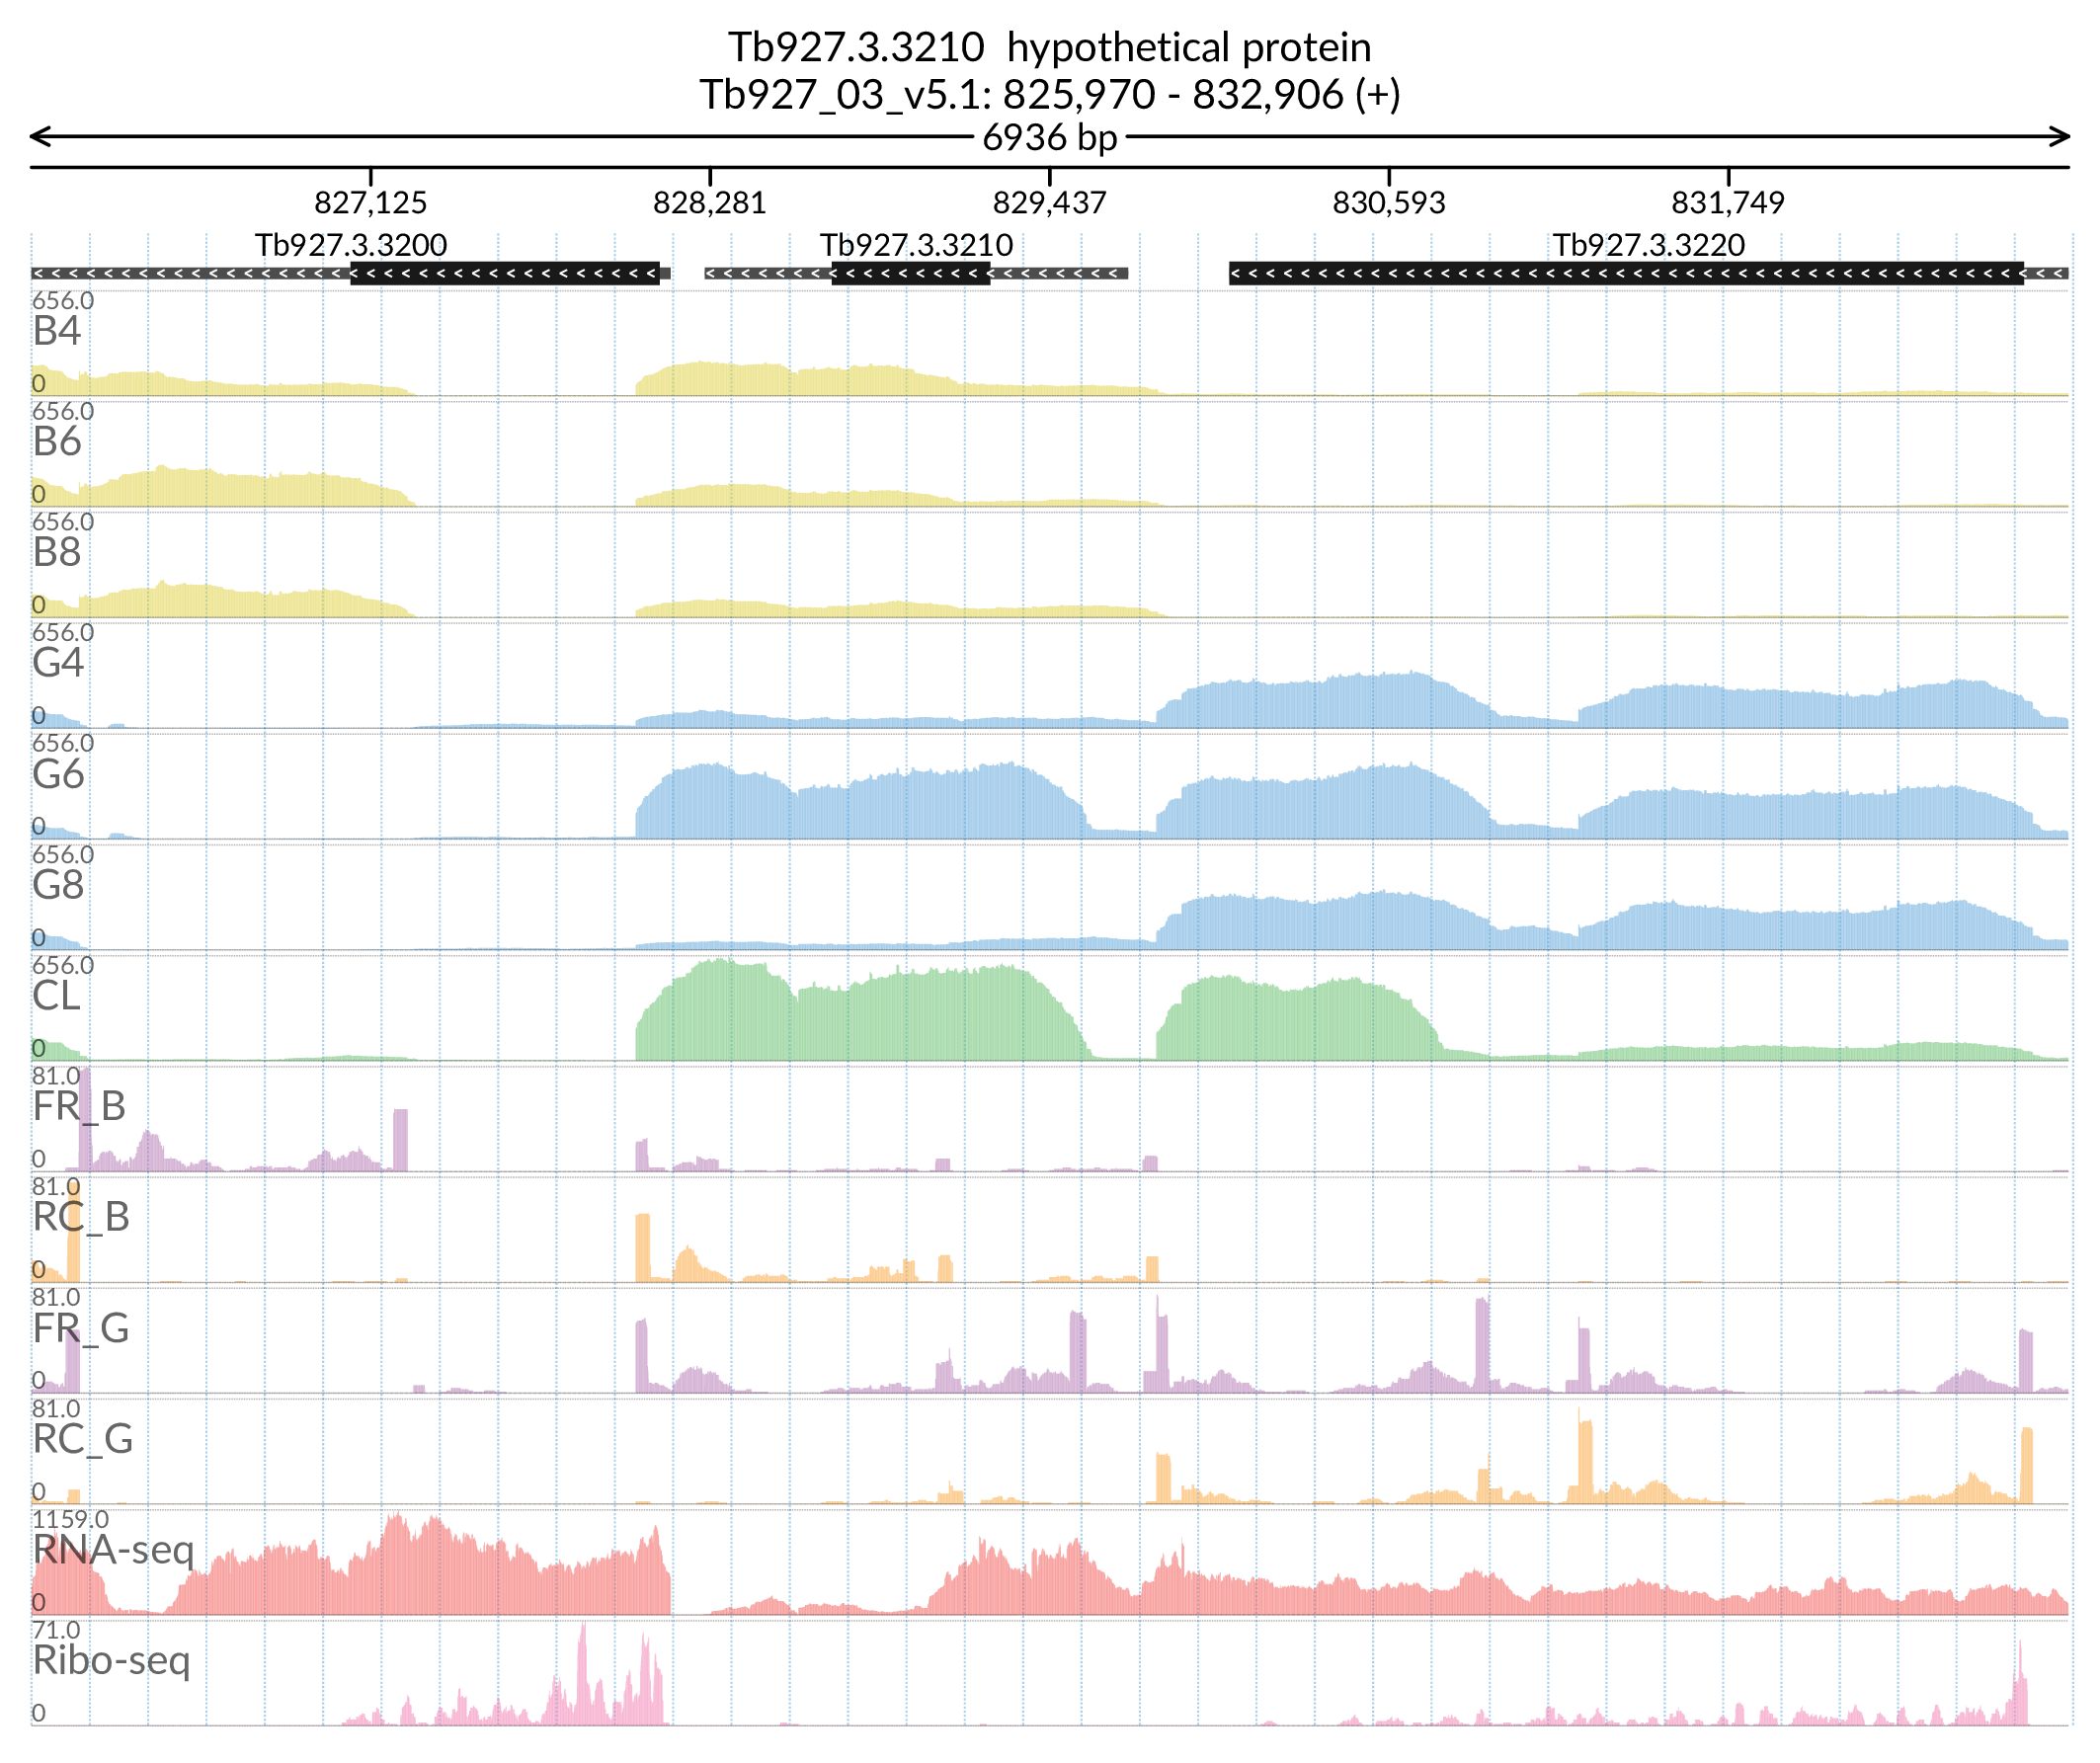 Tb927.3.3210 hypothetical protein
Tb927_03_v5.1: 825,970 - 832,906 (+)
6936 bp
827,125 828,281 829,437 830,593 831,749
Tb927.3.3200 Tb927.3.3210 Tb927.3.3220
656.0
B4
0
656.0
B6
0
656.0
B8
0
656.0
G4
0
656.0
G6
0
656.0
G8
0
656.0
CL
0
81.0
FR_B
0
81.0
RC_B
0
81.0
FR_G
0
81.0
RC_G
0
1159.0
RNA-seq
0
71.0
Ribo-seq
0